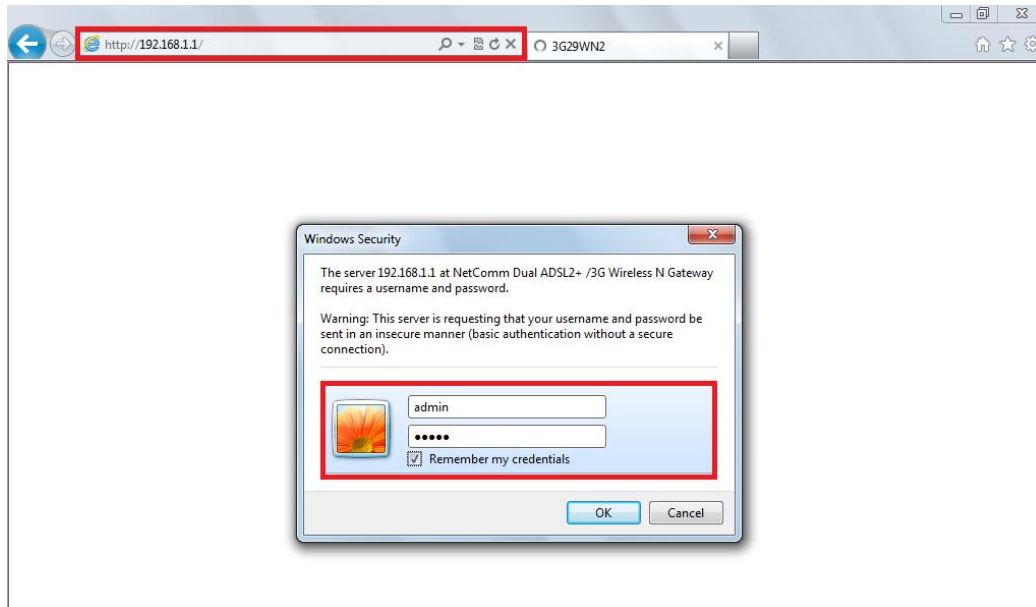 http://192.168.1.1/
3G29WN2
Windows Security
The server 192.168.1.1 at NetComm Dual ADSL2+ /3G Wireless N Gateway
requires a username and password.
Warning: This server is requesting that your username and password be
sent in an insecure manner (basic authentication without a secure
connection).
admin
•••••
Remember my credentials
OK Cancel